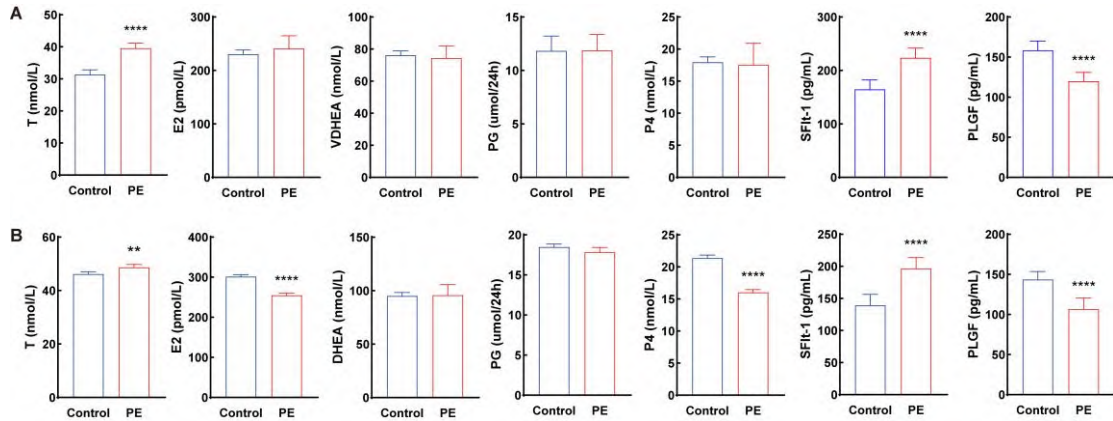 A
T (nmol/L)
50
40
30
20
10
0
****
Control PE
E2 (pmol/L)
300
200
100
0
Control PE
VDHEA (nmol/L)
100
80
60
40
20
0
Control PE
PG (umol/24h)
15
10
5
0
Control PE
P4 (nmol/L)
25
20
15
10
5
0
Control PE
SFlt-1 (pg/mL)
300
200
100
0
****
Control PE
PLGF (pg/mL)
200
150
100
50
0
****
Control PE
B
T (nmol/L)
60
40
20
0
**
Control PE
E2 (pmol/L)
400
300
200
100
0
****
Control PE
DHEA (nmol/L)
150
100
50
0
Control PE
PG (umol/24h)
20
15
10
5
0
Control PE
P4 (nmol/L)
25
20
15
10
5
0
****
Control PE
SFlt-1 (pg/mL)
250
200
150
100
50
0
****
Control PE
PLGF (pg/mL)
200
150
100
50
0
****
Control PE